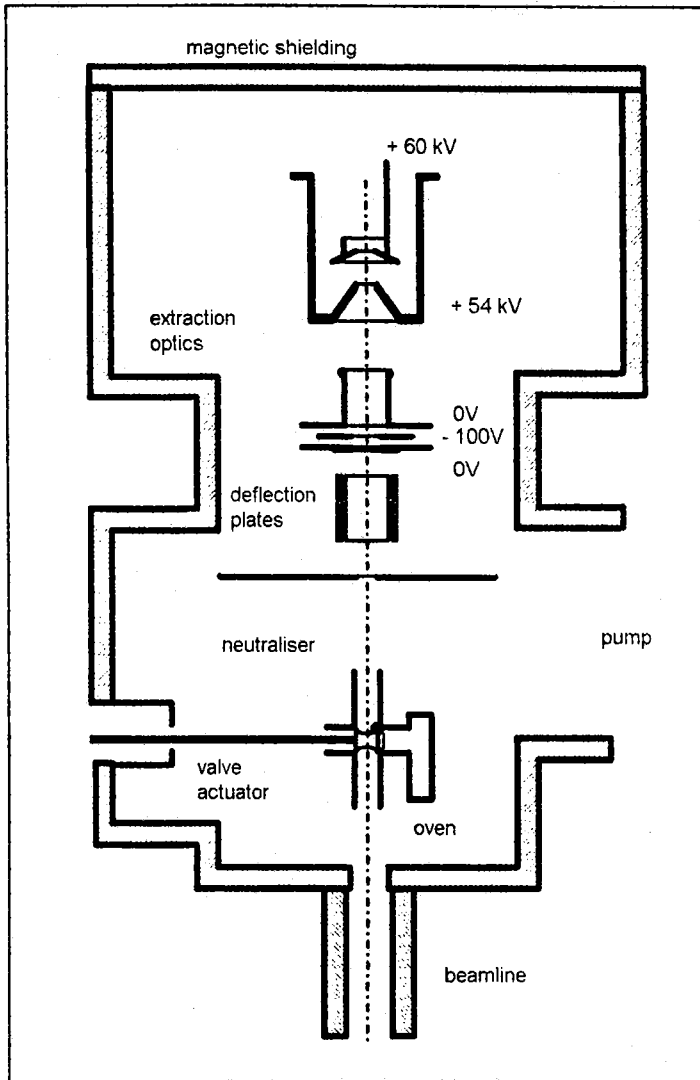 magnetic shielding
+ 60 kV
+ 54 kV
extraction
optics
0V
- 100V
0V
deflection
plates
neutraliser
pump
valve
actuator
oven
beamline